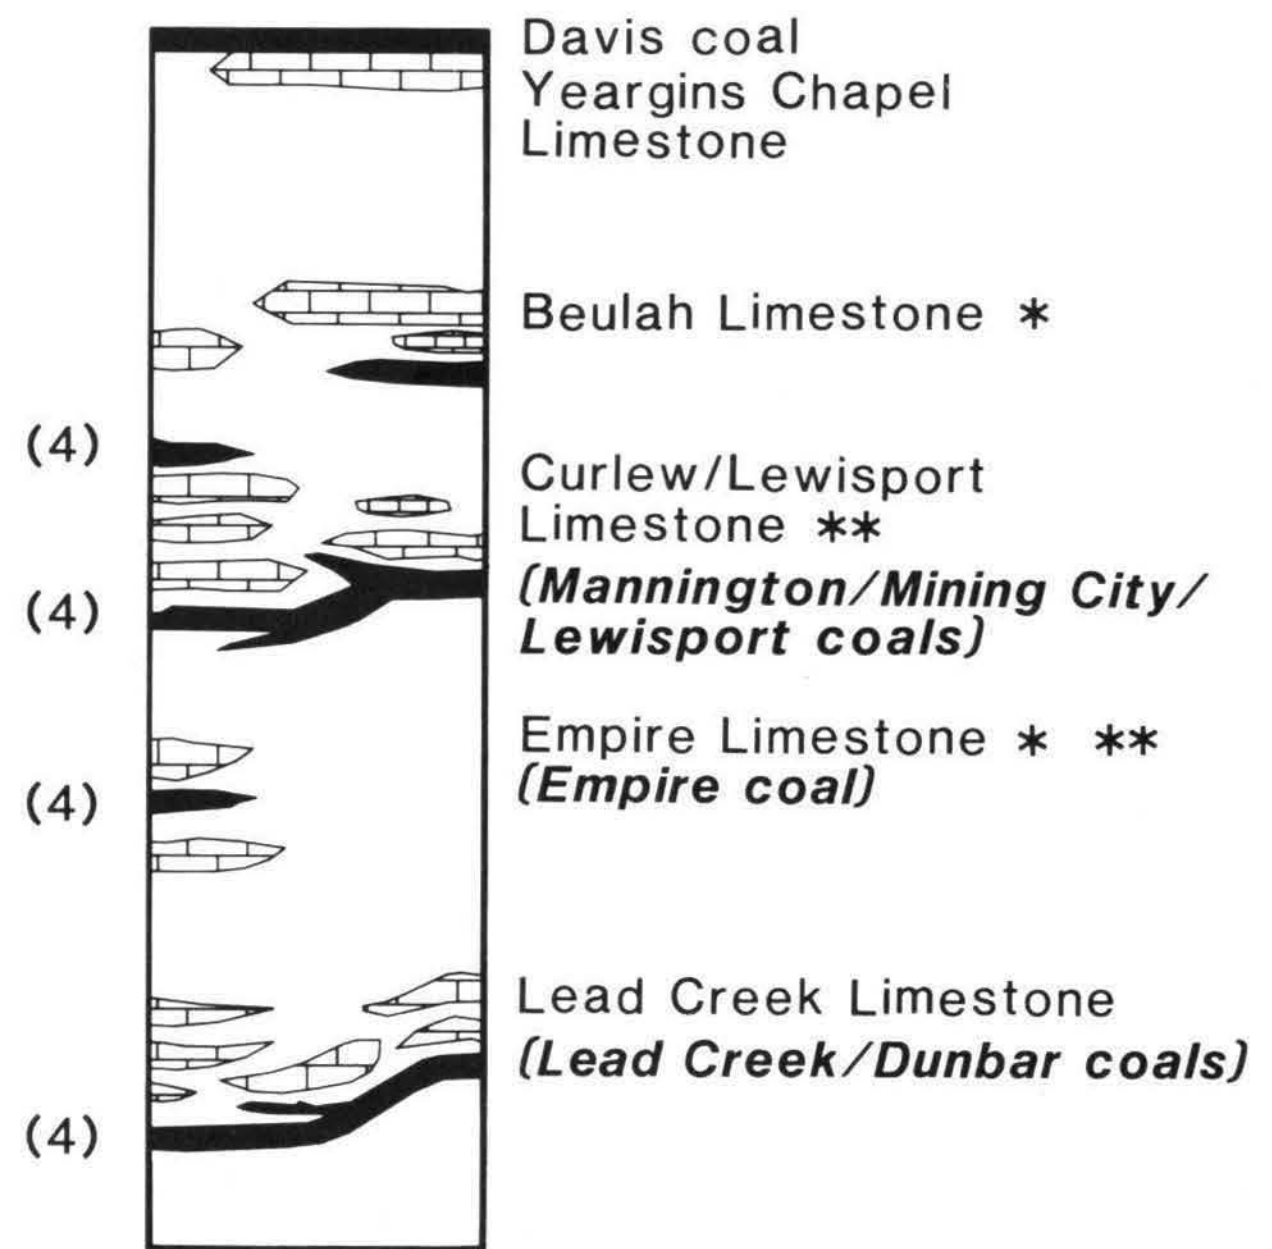 Davis coal
Yeargins Chapel
Limestone
Beulah Limestone *
(4)
Curlew/Lewisport
Limestone **
(4)
(Mannington/Mining City/
Lewisport coals)
Empire Limestone * **
(4)
(Empire coal)
Lead Creek Limestone
(Lead Creek/Dunbar coals)
(4)